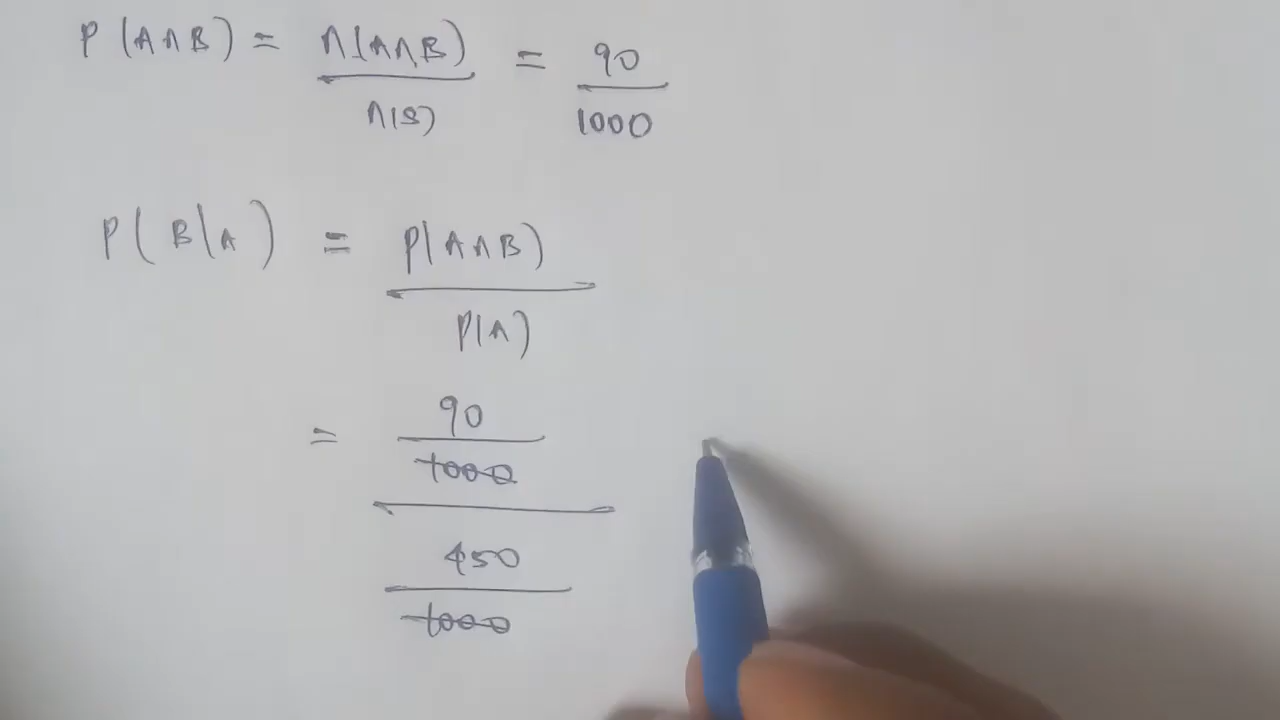 P(A∩B) = n(A∩B) / n(S) = 90 / 1000
P(B|A) = P(A∩B) / P(A)
= 90 / 1000 / 450 / 1000